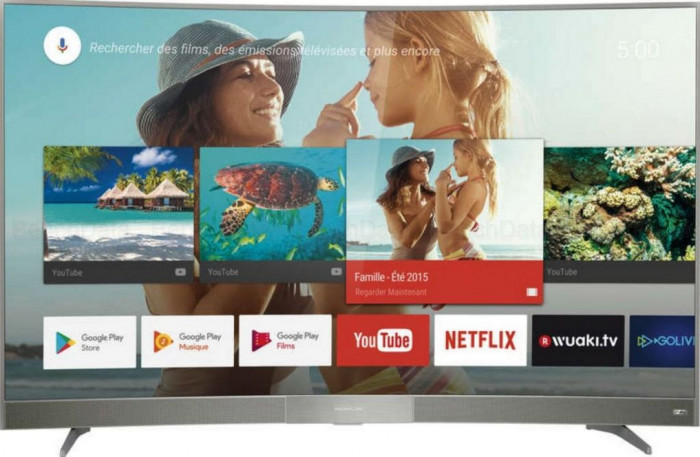 Rechercher des films, des émissions télévisées et plus encore
5:00
YouTube
YouTube
Famille - Été 2015
Regarder Maintenant
YouTube
Google Play
Store
Google Play
Musique
Google Play
Films
YouTube
NETFLIX
wuaki.tv
GOLIV